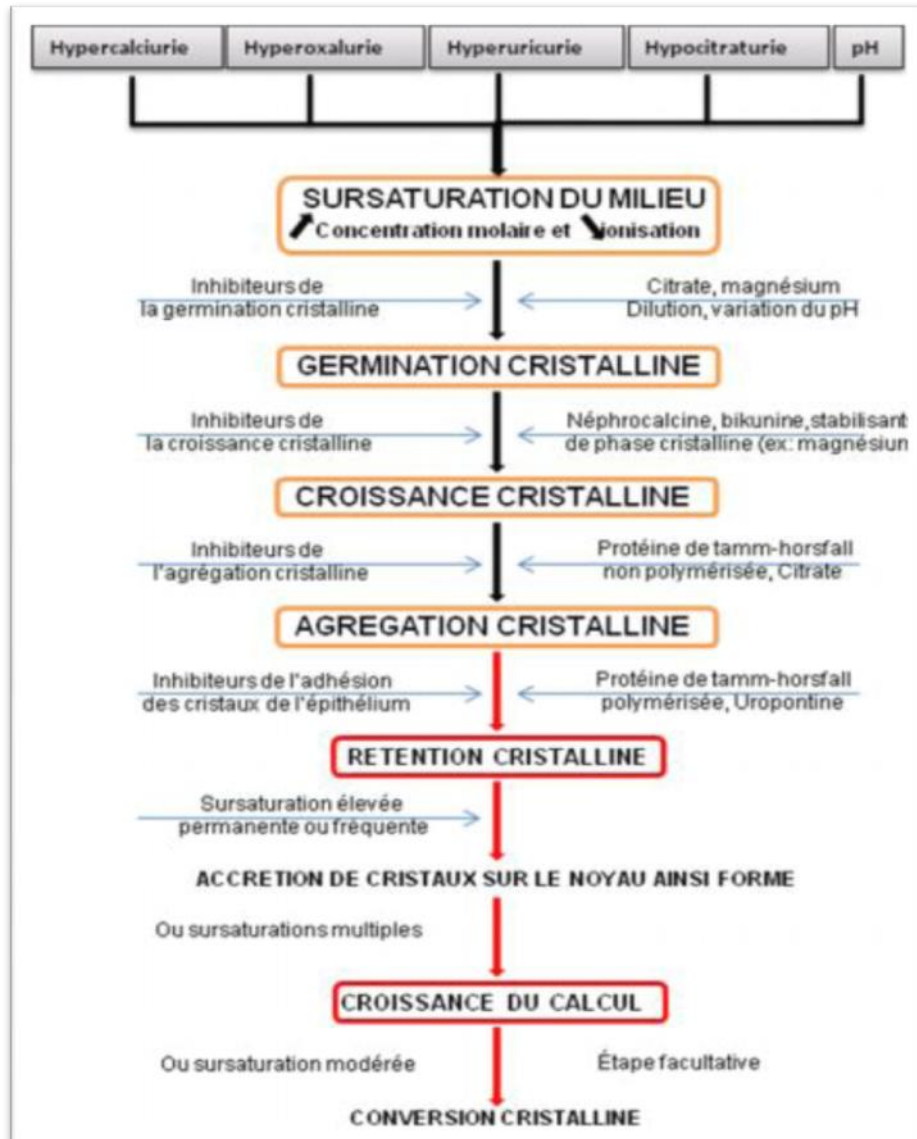 Hypercalciurie Hyperoxalurie Hyperuricurie Hypocitraturie pH
SURSATURATION DU MILIEU
Concentration molaire et ionisation
Inhibiteurs de
la germination cristalline
Citrate, magnésium
Dilution, variation du pH
GERMINATION CRISTALLINE
Inhibiteurs de
la croissance cristalline
Néphrocalcine, bikunine, stabilisants
de phase cristalline (ex: magnésium
CROISSANCE CRISTALLINE
Inhibiteurs de
l'agrégation cristalline
Protéine de tamm-horsfall
non polymérisée, Citrate
AGREGATION CRISTALLINE
Inhibiteurs de l'adhésion
des cristaux de l'épithélium
Protéine de tamm-horsfall
polymérisée, Uropontine
RETENTION CRISTALLINE
Sursaturation élevée
permanente ou fréquente
ACCRETION DE CRISTAUX SUR LE NOYAU AINSI FORME
Ou sursaturations multiples
CROISSANCE DU CALCUL
Ou sursaturation modérée
Étape facultative
CONVERSION CRISTALLINE